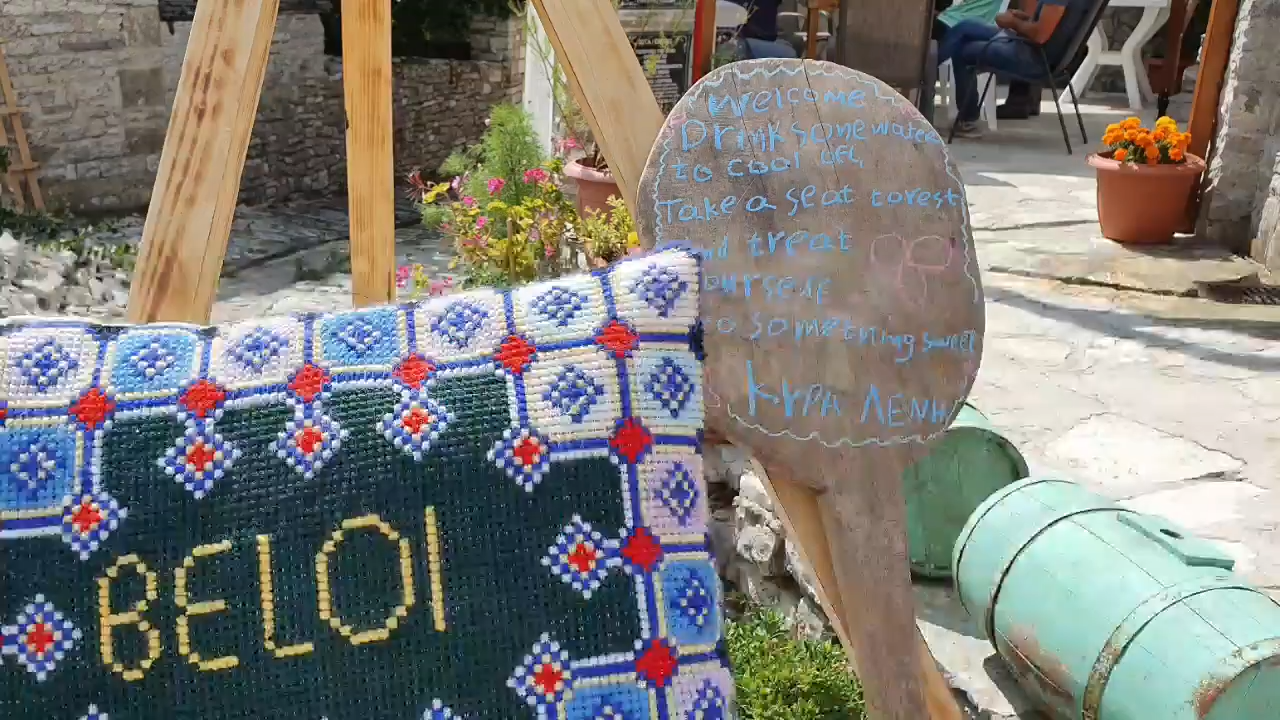 Welcome
Drink some water
to cool off,
Take a seat to rest
and treat
ourself
to something sweet
ΚΥΡΑ ΛΕΝΗ
BELOI